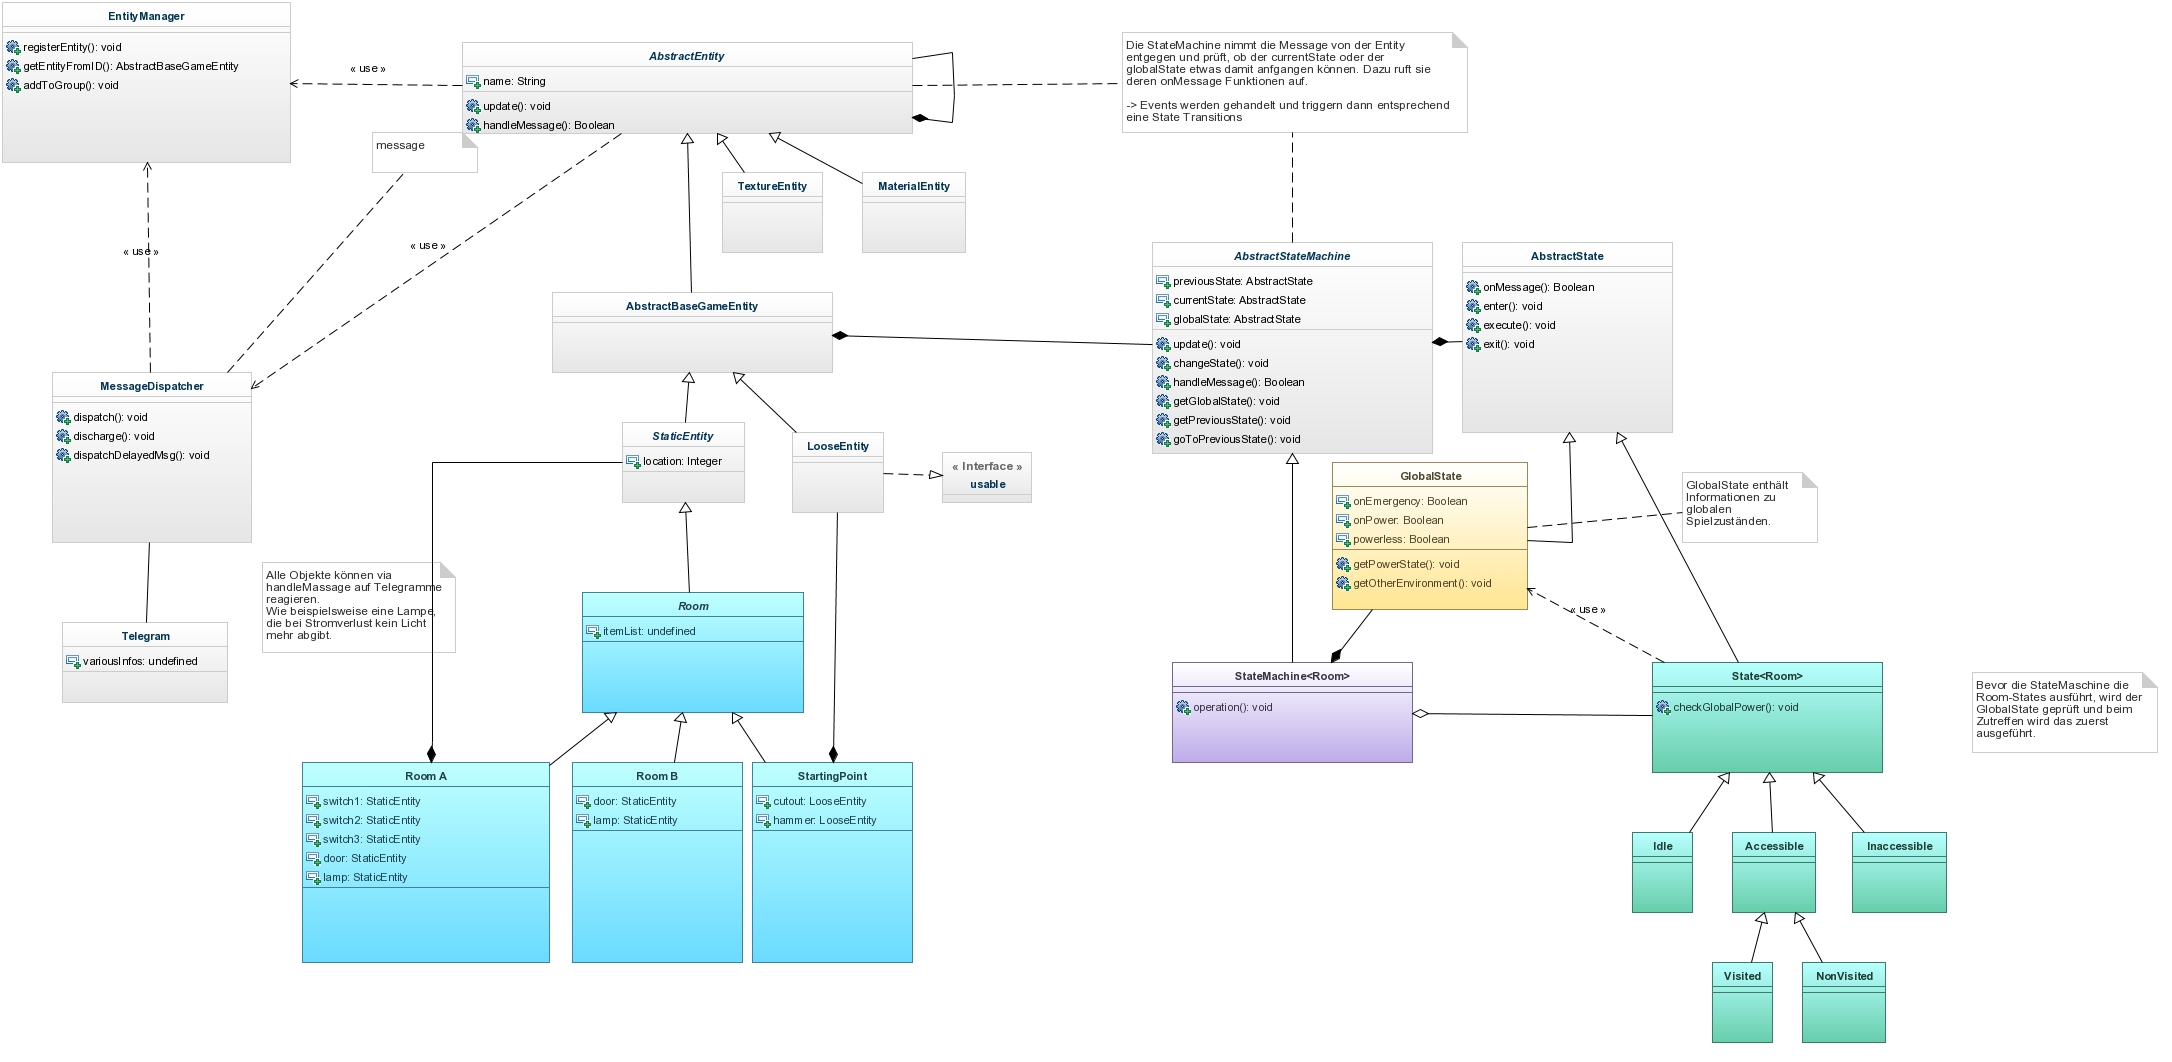 EntityManager
registerEntity(): void
getEntityFromID(): AbstractBaseGameEntity
addToGroup(): void
« use »
AbstractEntity
name: String
update(): void
handleMessage(): Boolean
Die StateMachine nimmt die Message von der Entity
entgegen und prüft, ob der currentState oder der
globalState etwas damit anfgangen können. Dazu ruft sie
deren onMessage Funktionen auf.
-> Events werden gehandelt und triggern dann entsprechend
eine State Transitions
message
TextureEntity
MaterialEntity
« use »
« use »
AbstractBaseGameEntity
AbstractStateMachine
previousState: AbstractState
currentState: AbstractState
globalState: AbstractState
update(): void
changeState(): void
handleMessage(): Boolean
getGlobalState(): void
getPreviousState(): void
goToPreviousState(): void
AbstractState
onMessage(): Boolean
enter(): void
execute(): void
exit(): void
MessageDispatcher
dispatch(): void
discharge(): void
dispatchDelayedMsg(): void
StaticEntity
location: Integer
LooseEntity
« Interface »
usable
GlobalState
onEmergency: Boolean
onPower: Boolean
powerless: Boolean
getPowerState(): void
getOtherEnvironment(): void
GlobalState enthält
Informationen zu
globalen
Spielzuständen.
Alle Objekte können via
handleMassage auf Telegramme
reagieren.
Wie beispielsweise eine Lampe,
die bei Stromverlust kein Licht
mehr abgibt.
Room
itemList: undefined
« use »
Telegram
variousInfos: undefined
StateMachine<Room>
operation(): void
State<Room>
checkGlobalPower(): void
Bevor die StateMaschine die
Room-States ausführt, wird der
GlobalState geprüft und beim
Zutreffen wird das zuerst
ausgeführt.
Room A
switch1: StaticEntity
switch2: StaticEntity
switch3: StaticEntity
door: StaticEntity
lamp: StaticEntity
Room B
door: StaticEntity
lamp: StaticEntity
StartingPoint
cutout: LooseEntity
hammer: LooseEntity
Idle
Accessible
Inaccessible
Visited
NonVisited